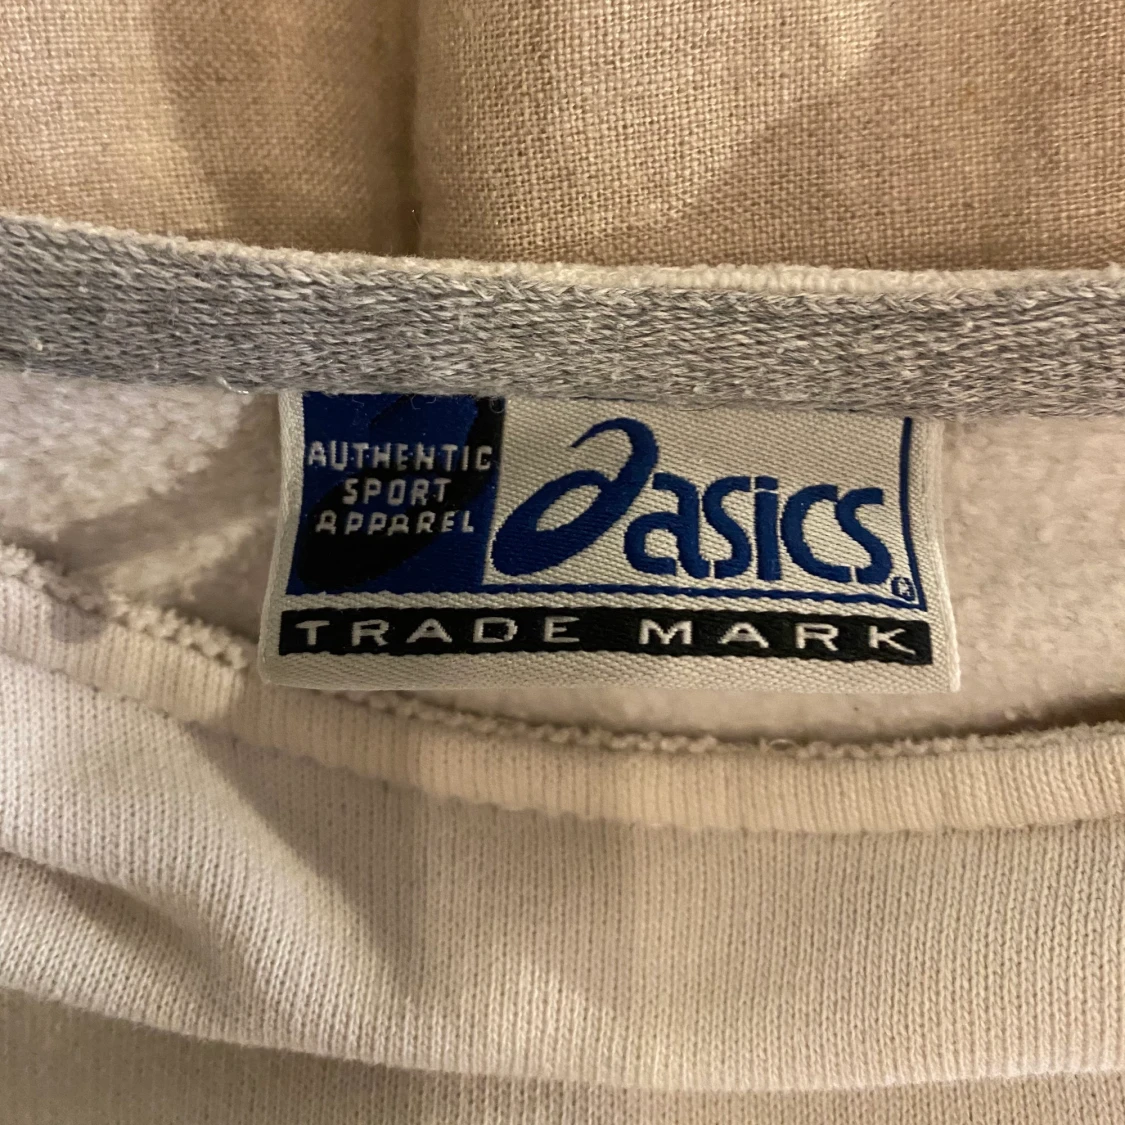 AUTHENTIC
SPORT
APPAREL
asics®
TRADE MARK